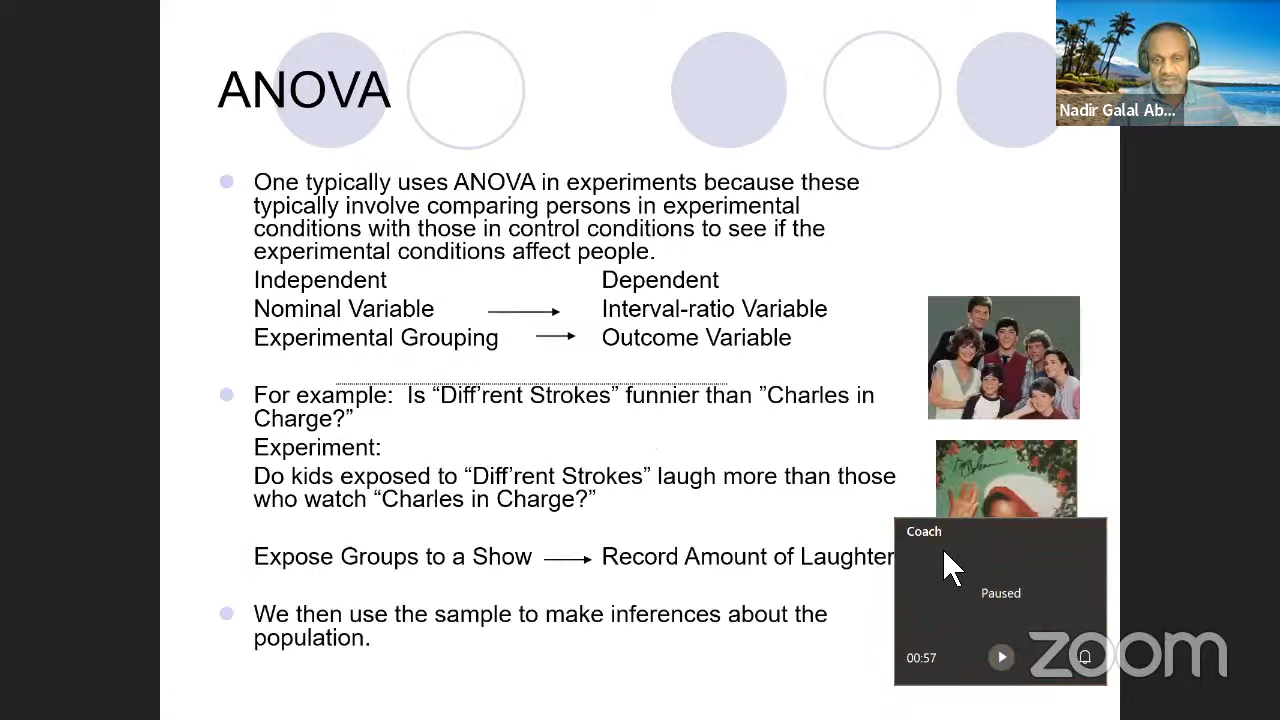 ANOVA
Nadir Galal Ab...
One typically uses ANOVA in experiments because these
typically involve comparing persons in experimental
conditions with those in control conditions to see if the
experimental conditions affect people.
Independent Dependent
Nominal Variable Interval-ratio Variable
Experimental Grouping Outcome Variable
For example: Is “Diff’rent Strokes” funnier than ”Charles in
Charge?”
Experiment:
Do kids exposed to “Diff’rent Strokes” laugh more than those
who watch “Charles in Charge?”
Expose Groups to a Show Record Amount of Laughter
We then use the sample to make inferences about the
population.
Coach
Paused
00:57
zoom